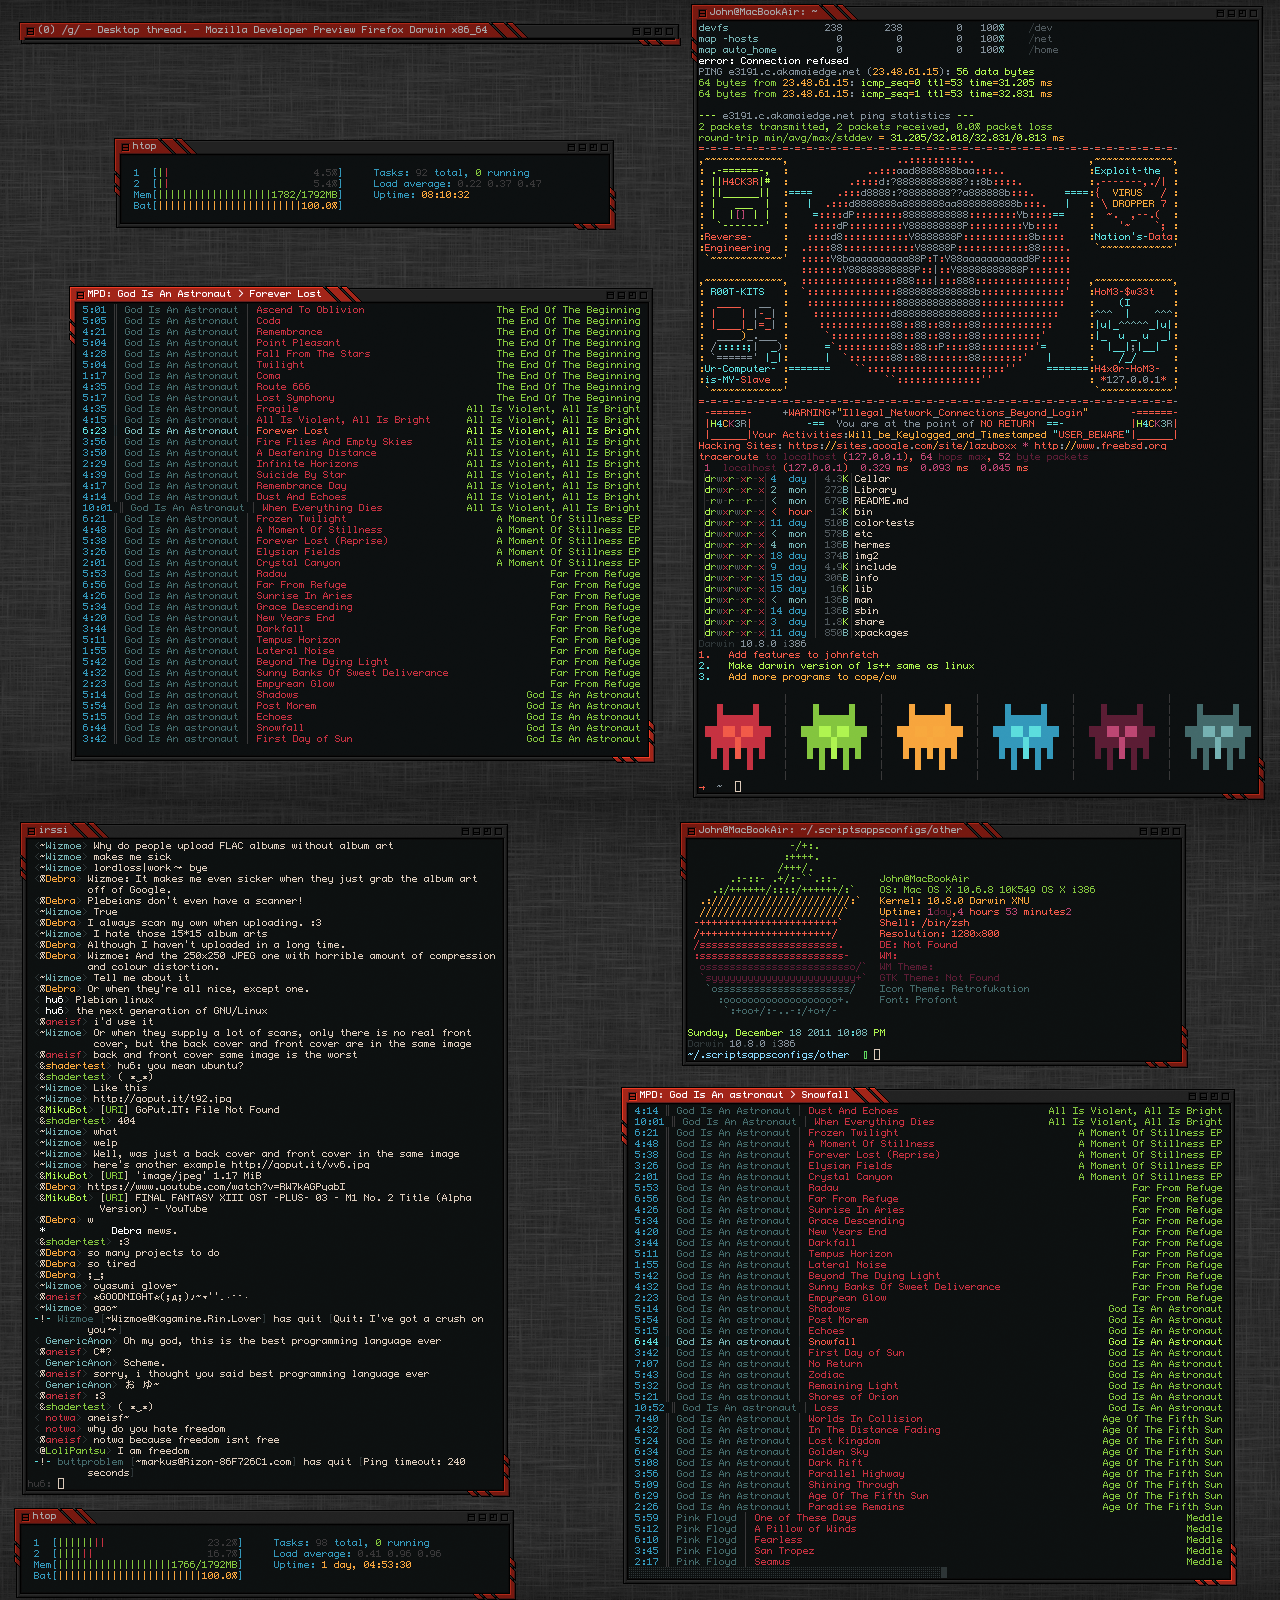 (0) /g/ - Desktop thread. - Mozilla Developer Preview Firefox Darwin x86_64
htop
1 [|| 4.5%] Tasks: 92 total, 0 running
2 [|| 5.4%] Load average: 0.22 0.37 0.47
Mem[||||||||||||||||||||1782/1792MB] Uptime: 08:10:32
Bat[|||||||||||||||||||||||||100.0%]
MPD: God Is An Astronaut > Forever Lost
5:01 ║ God Is An Astronaut | Ascend To Oblivion The End Of The Beginning
5:05 ║ God Is An Astronaut | Coda The End Of The Beginning
4:21 ║ God Is An Astronaut | Remembrance The End Of The Beginning
5:04 ║ God Is An Astronaut | Point Pleasant The End Of The Beginning
4:28 ║ God Is An Astronaut | Fall From The Stars The End Of The Beginning
5:04 ║ God Is An Astronaut | Twilight The End Of The Beginning
1:17 ║ God Is An Astronaut | Coma The End Of The Beginning
4:35 ║ God Is An Astronaut | Route 666 The End Of The Beginning
5:17 ║ God Is An Astronaut | Lost Symphony The End Of The Beginning
4:35 ║ God Is An Astronaut | Fragile All Is Violent, All Is Bright
4:15 ║ God Is An Astronaut | All Is Violent, All Is Bright All Is Violent, All Is Bright
6:23 ║ God Is An Astronaut | Forever Lost All Is Violent, All Is Bright
3:56 ║ God Is An Astronaut | Fire Flies And Empty Skies All Is Violent, All Is Bright
3:50 ║ God Is An Astronaut | A Deafening Distance All Is Violent, All Is Bright
2:29 ║ God Is An Astronaut | Infinite Horizons All Is Violent, All Is Bright
4:39 ║ God Is An Astronaut | Suicide By Star All Is Violent, All Is Bright
4:17 ║ God Is An Astronaut | Remembrance Day All Is Violent, All Is Bright
4:14 ║ God Is An Astronaut | Dust And Echoes All Is Violent, All Is Bright
10:01 ║ God Is An Astronaut | When Everything Dies All Is Violent, All Is Bright
6:21 ║ God Is An Astronaut | Frozen Twilight A Moment Of Stillness EP
4:48 ║ God Is An Astronaut | A Moment Of Stillness A Moment Of Stillness EP
5:38 ║ God Is An Astronaut | Forever Lost (Reprise) A Moment Of Stillness EP
3:26 ║ God Is An Astronaut | Elysian Fields A Moment Of Stillness EP
2:01 ║ God Is An Astronaut | Crystal Canyon A Moment Of Stillness EP
5:53 ║ God Is An Astronaut | Radau Far From Refuge
6:56 ║ God Is An Astronaut | Far From Refuge Far From Refuge
4:26 ║ God Is An Astronaut | Sunrise In Aries Far From Refuge
5:34 ║ God Is An Astronaut | Grace Descending Far From Refuge
4:20 ║ God Is An Astronaut | New Years End Far From Refuge
3:44 ║ God Is An Astronaut | Darkfall Far From Refuge
5:11 ║ God Is An Astronaut | Tempus Horizon Far From Refuge
1:55 ║ God Is An Astronaut | Lateral Noise Far From Refuge
5:42 ║ God Is An Astronaut | Beyond The Dying Light Far From Refuge
4:32 ║ God Is An Astronaut | Sunny Banks Of Sweet Deliverance Far From Refuge
2:23 ║ God Is An Astronaut | Empyrean Glow Far From Refuge
5:14 ║ God Is An astronaut | Shadows God Is An Astronaut
5:54 ║ God Is An astronaut | Post Morem God Is An Astronaut
5:15 ║ God Is An astronaut | Echoes God Is An Astronaut
6:44 ║ God Is An astronaut | Snowfall God Is An Astronaut
3:42 ║ God Is An astronaut | First Day of Sun God Is An Astronaut
John@MacBookAir: ~
devfs 238 238 0 100% /dev
map -hosts 0 0 0 100% /net
map auto_home 0 0 0 100% /home
error: Connection refused
PING e3191.c.akamaiedge.net (23.48.61.15): 56 data bytes
64 bytes from 23.48.61.15: icmp_seq=0 ttl=53 time=31.205 ms
64 bytes from 23.48.61.15: icmp_seq=1 ttl=53 time=32.831 ms
--- e3191.c.akamaiedge.net ping statistics ---
2 packets transmitted, 2 packets received, 0.0% packet loss
round-trip min/avg/max/stddev = 31.205/32.018/32.831/0.813 ms
H4CK3R Exploit-the
VIRUS
DROPPER
Reverse- Nation's-Data
Engineering
R00T-KITS HoM3-$w33t
Ur-Computer- H4x0r-HoM3-
is-MY-Slave *127.0.0.1*
-======- +WARNING+"Illegal_Network_Connections_Beyond_Login" -======-
|H4CK3R| -== You are at the point of NO RETURN ==- |H4CK3R|
|______|Your Activities:Will_be_Keylogged_and_Timestamped "USER_BEWARE"|______|
Hacking Sites: https://sites.google.com/site/lazyboxx * http://www.freebsd.org
traceroute to localhost (127.0.0.1), 64 hops max, 52 byte packets
1 localhost (127.0.0.1) 0.329 ms 0.093 ms 0.045 ms
drwxr-xr-x 4 day | 4.3K|Cellar
drwxr-xr-x 2 mon | 272B|Library
-rw-r--r-- < mon | 679B|README.md
drwxrwxr-x < hour | 13K|bin
drwxr-xr-x 11 day | 510B|colortests
drwxrwxr-x < mon | 578B|etc
drwxr-xr-x 4 mon | 136B|hermes
drwxr-xr-x 18 day | 374B|img2
drwxr-xr-x 9 day | 4.9K|include
drwxr-xr-x 15 day | 306B|info
drwxr-xr-x 15 day | 16K|lib
drwxrwxr-x < mon | 136B|man
drwxr-xr-x 14 day | 136B|sbin
drwxr-xr-x 3 day | 1.8K|share
drwxr-xr-x 11 day | 850B|xpackages
Darwin 10.8.0 i386
1. Add features to johnfetch
2. Make darwin version of ls++ same as linux
3. Add more programs to cope/cw
→ ~
irssi
<~Wizmoe> Why do people upload FLAC albums without album art
<~Wizmoe> makes me sick
<~Wizmoe> lordloss|work~ bye
<%Debra> Wizmoe: It makes me even sicker when they just grab the album art
off of Google.
<%Debra> Plebeians don't even have a scanner!
<~Wizmoe> True
<%Debra> I always scan my own when uploading. :3
<~Wizmoe> I hate those 15*15 album arts
<%Debra> Although I haven't uploaded in a long time.
<%Debra> Wizmoe: And the 250x250 JPEG one with horrible amount of compression
and colour distortion.
<~Wizmoe> Tell me about it
<%Debra> Or when they're all nice, except one.
< hu6> Plebian linux
< hu6> the next generation of GNU/Linux
<%aneisf> i'd use it
<~Wizmoe> Or when they supply a lot of scans, only there is no real front
cover, but the back cover and front cover are in the same image
<%aneisf> back and front cover same image is the worst
<&shadertest> hu6: you mean ubuntu?
<&shadertest> ( ×_×)
<~Wizmoe> Like this
<~Wizmoe> http://goput.it/t92.jpg
<&MikuBot> [URI] GoPut.IT: File Not Found
<&shadertest> 404
<~Wizmoe> what
<~Wizmoe> welp
<~Wizmoe> Well, was just a back cover and front cover in the same image
<~Wizmoe> here's another example http://goput.it/vv6.jpg
<&MikuBot> [URI] 'image/jpeg' 1.17 MiB
<%Debra> https://www.youtube.com/watch?v=RW7kAGPyabI
<&MikuBot> [URI] FINAL FANTASY XIII OST -PLUS- 03 - M1 No. 2 Title (Alpha
Version) - YouTube
<%Debra> w
* Debra mews.
<&shadertest> :3
<%Debra> so many projects to do
<%Debra> so tired
<%Debra> ;_;
<~Wizmoe> oyasumi glove~
<%aneisf> *GOODNIGHT*
<~Wizmoe> gao~
-!- Wizmoe [~Wizmoe@Kagamine.Rin.Lover] has quit [Quit: I've got a crush on
you~]
< GenericAnon> Oh my god, this is the best programming language ever
<%aneisf> C#?
< GenericAnon> Scheme.
<%aneisf> sorry, i thought you said best programming language ever
< GenericAnon> お ゆ~
<%aneisf> :3
<&shadertest> ( ×_×)
< notwa> aneisf~
< notwa> why do you hate freedom
<%aneisf> notwa because freedom isnt free
<@LoliPantsu> I am freedom
-!- buttproblem [~markus@Rizon-86F726C1.com] has quit [Ping timeout: 240
seconds]
hu6:
htop
1 [|||||||| 23.2%] Tasks: 98 total, 0 running
2 [|||||| 16.7%] Load average: 0.41 0.96 0.96
Mem[||||||||||||||||||||1766/1792MB] Uptime: 1 day, 04:53:30
Bat[|||||||||||||||||||||||||100.0%]
John@MacBookAir: ~/.scriptsappsconfigs/other
John@MacBookAir
OS: Mac OS X 10.6.8 10K549 OS X i386
Kernel: 10.8.0 Darwin XNU
Uptime: 1day,4 hours 53 minutes2
Shell: /bin/zsh
Resolution: 1280x800
DE: Not Found
WM:
WM Theme:
GTK Theme: Not Found
Icon Theme: Retrofukation
Font: Profont
Sunday, December 18 2011 10:08 PM
Darwin 10.8.0 i386
~/.scriptsappsconfigs/other
MPD: God Is An astronaut > Snowfall
4:14 ║ God Is An Astronaut | Dust And Echoes All Is Violent, All Is Bright
10:01 ║ God Is An Astronaut | When Everything Dies All Is Violent, All Is Bright
6:21 ║ God Is An Astronaut | Frozen Twilight A Moment Of Stillness EP
4:48 ║ God Is An Astronaut | A Moment Of Stillness A Moment Of Stillness EP
5:38 ║ God Is An Astronaut | Forever Lost (Reprise) A Moment Of Stillness EP
3:26 ║ God Is An Astronaut | Elysian Fields A Moment Of Stillness EP
2:01 ║ God Is An Astronaut | Crystal Canyon A Moment Of Stillness EP
5:53 ║ God Is An Astronaut | Radau Far From Refuge
6:56 ║ God Is An Astronaut | Far From Refuge Far From Refuge
4:26 ║ God Is An Astronaut | Sunrise In Aries Far From Refuge
5:34 ║ God Is An Astronaut | Grace Descending Far From Refuge
4:20 ║ God Is An Astronaut | New Years End Far From Refuge
3:44 ║ God Is An Astronaut | Darkfall Far From Refuge
5:11 ║ God Is An Astronaut | Tempus Horizon Far From Refuge
1:55 ║ God Is An Astronaut | Lateral Noise Far From Refuge
5:42 ║ God Is An Astronaut | Beyond The Dying Light Far From Refuge
4:32 ║ God Is An Astronaut | Sunny Banks Of Sweet Deliverance Far From Refuge
2:23 ║ God Is An Astronaut | Empyrean Glow Far From Refuge
5:14 ║ God Is An astronaut | Shadows God Is An Astronaut
5:54 ║ God Is An astronaut | Post Morem God Is An Astronaut
5:15 ║ God Is An astronaut | Echoes God Is An Astronaut
6:44 ║ God Is An astronaut | Snowfall God Is An Astronaut
3:42 ║ God Is An astronaut | First Day of Sun God Is An Astronaut
7:07 ║ God Is An astronaut | No Return God Is An Astronaut
5:43 ║ God Is An astronaut | Zodiac God Is An Astronaut
5:32 ║ God Is An astronaut | Remaining Light God Is An Astronaut
5:21 ║ God Is An astronaut | Shores of Orion God Is An Astronaut
10:52 ║ God Is An astronaut | Loss God Is An Astronaut
7:40 ║ God Is An Astronaut | Worlds In Collision Age Of The Fifth Sun
4:32 ║ God Is An Astronaut | In The Distance Fading Age Of The Fifth Sun
5:24 ║ God Is An Astronaut | Lost Kingdom Age Of The Fifth Sun
6:34 ║ God Is An Astronaut | Golden Sky Age Of The Fifth Sun
5:08 ║ God Is An Astronaut | Dark Rift Age Of The Fifth Sun
3:56 ║ God Is An Astronaut | Parallel Highway Age Of The Fifth Sun
5:09 ║ God Is An Astronaut | Shining Through Age Of The Fifth Sun
6:29 ║ God Is An Astronaut | Age Of The Fifth Sun Age Of The Fifth Sun
2:26 ║ God Is An Astronaut | Paradise Remains Age Of The Fifth Sun
5:59 ║ Pink Floyd | One of These Days Meddle
5:12 ║ Pink Floyd | A Pillow of Winds Meddle
6:10 ║ Pink Floyd | Fearless Meddle
3:45 ║ Pink Floyd | San Tropez Meddle
2:17 ║ Pink Floyd | Seamus Meddle